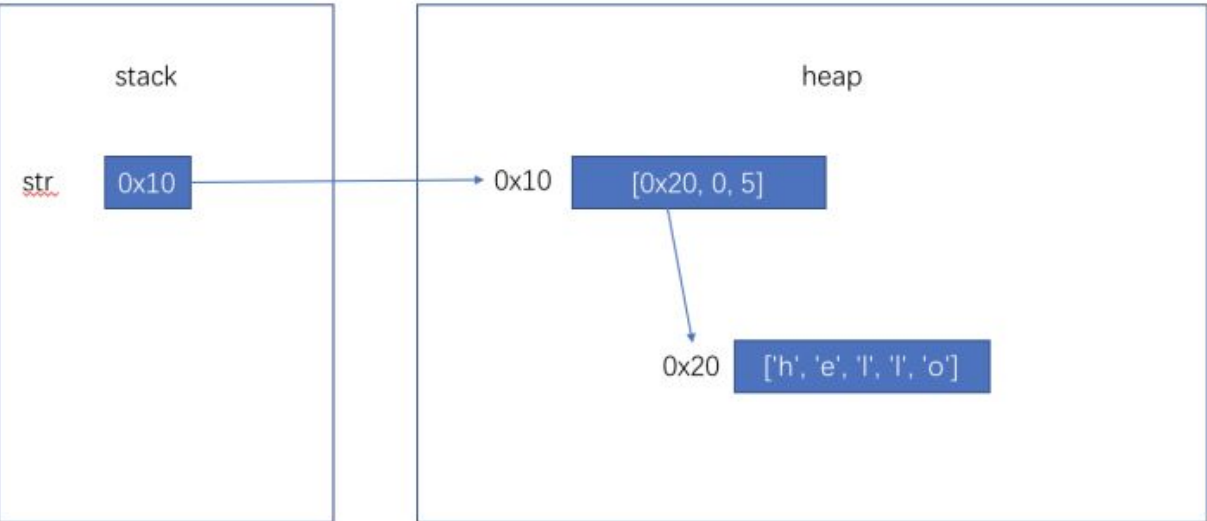 stack
heap
str 0x10 0x10 [0x20, 0, 5]
0x20 ['h', 'e', 'l', 'l', 'o']